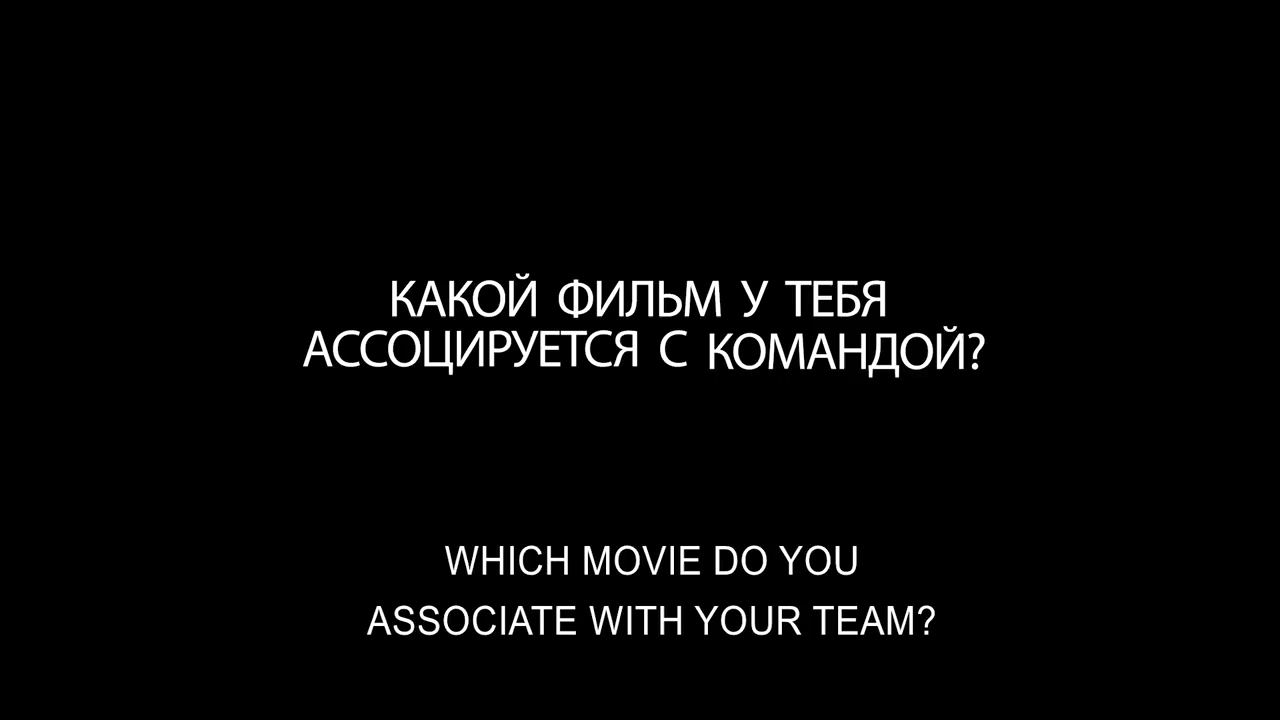 КАКОЙ ФИЛЬМ У ТЕБЯ
АССОЦИРУЕТСЯ С КОМАНДОЙ?
WHICH MOVIE DO YOU
ASSOCIATE WITH YOUR TEAM?